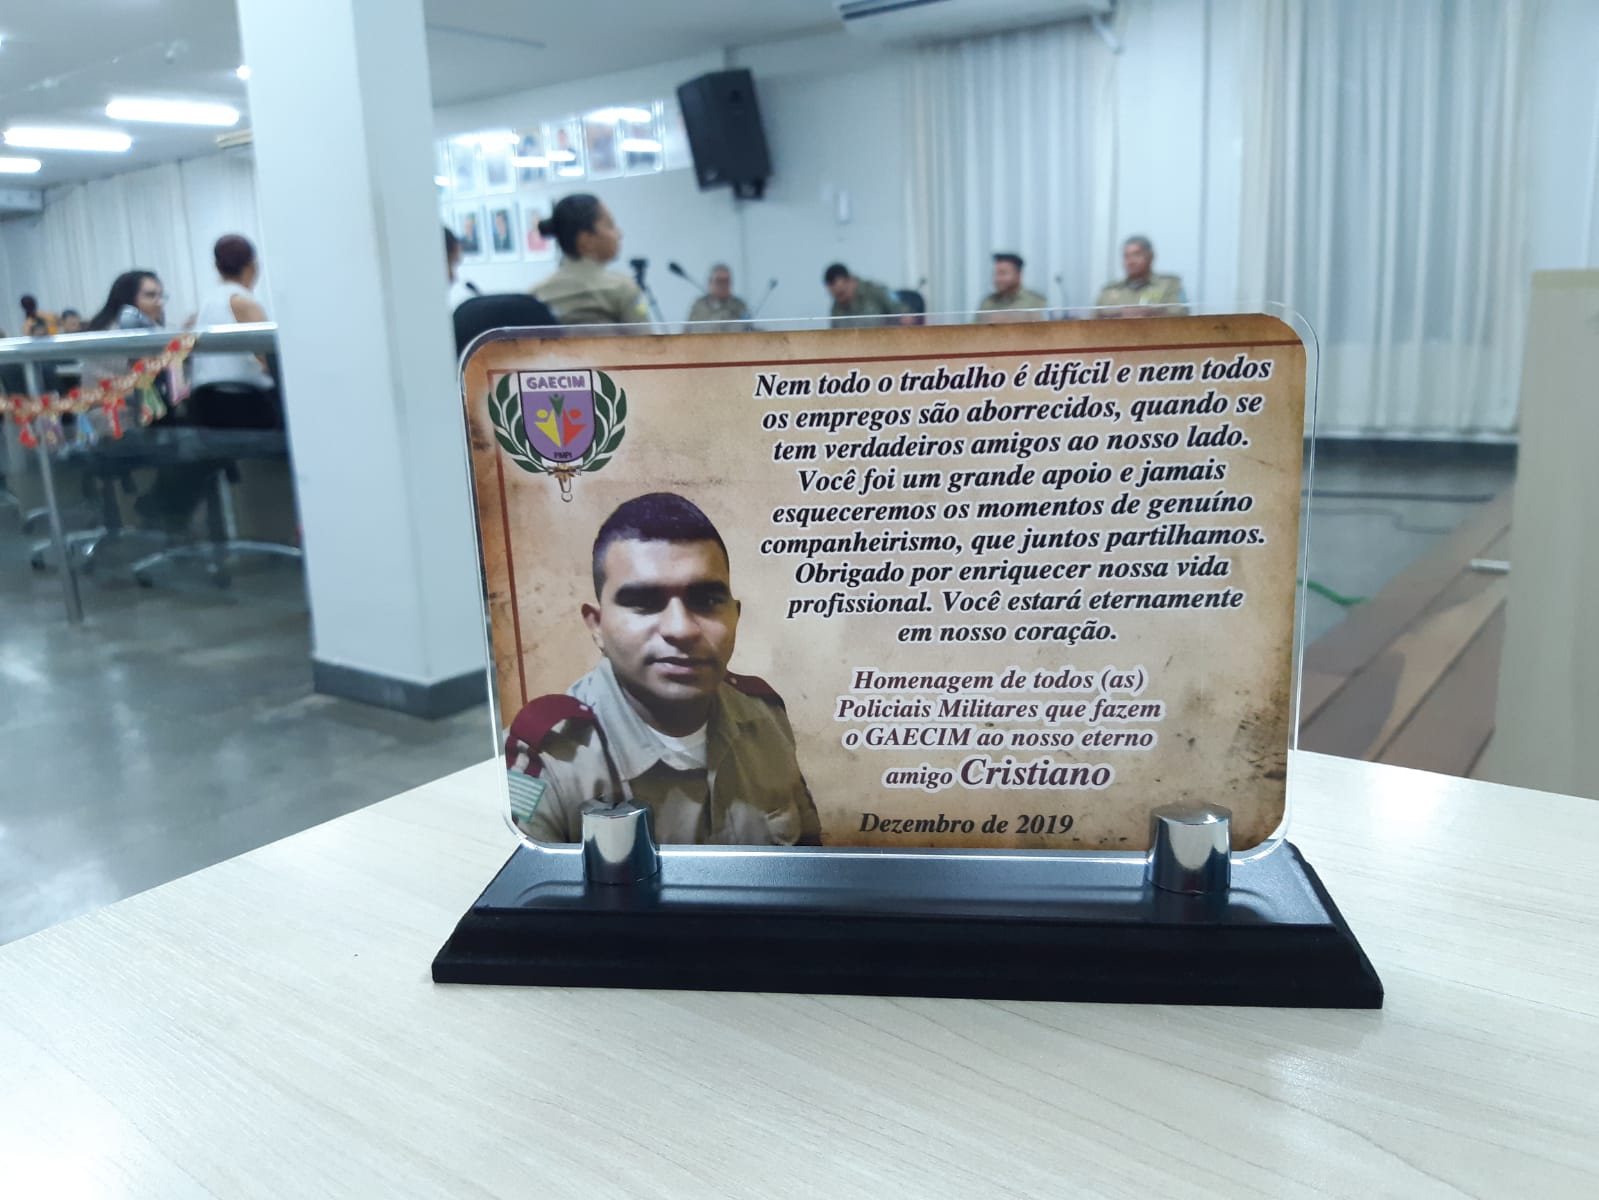 GAECIM
PMPI
Nem todo o trabalho é difícil e nem todos
os empregos são aborrecidos, quando se
tem verdadeiros amigos ao nosso lado.
Você foi um grande apoio e jamais
esqueceremos os momentos de genuíno
companheirismo, que juntos partilhamos.
Obrigado por enriquecer nossa vida
profissional. Você estará eternamente
em nosso coração.
Homenagem de todos (as)
Policiais Militares que fazem
o GAECIM ao nosso eterno
amigo Cristiano
Dezembro de 2019